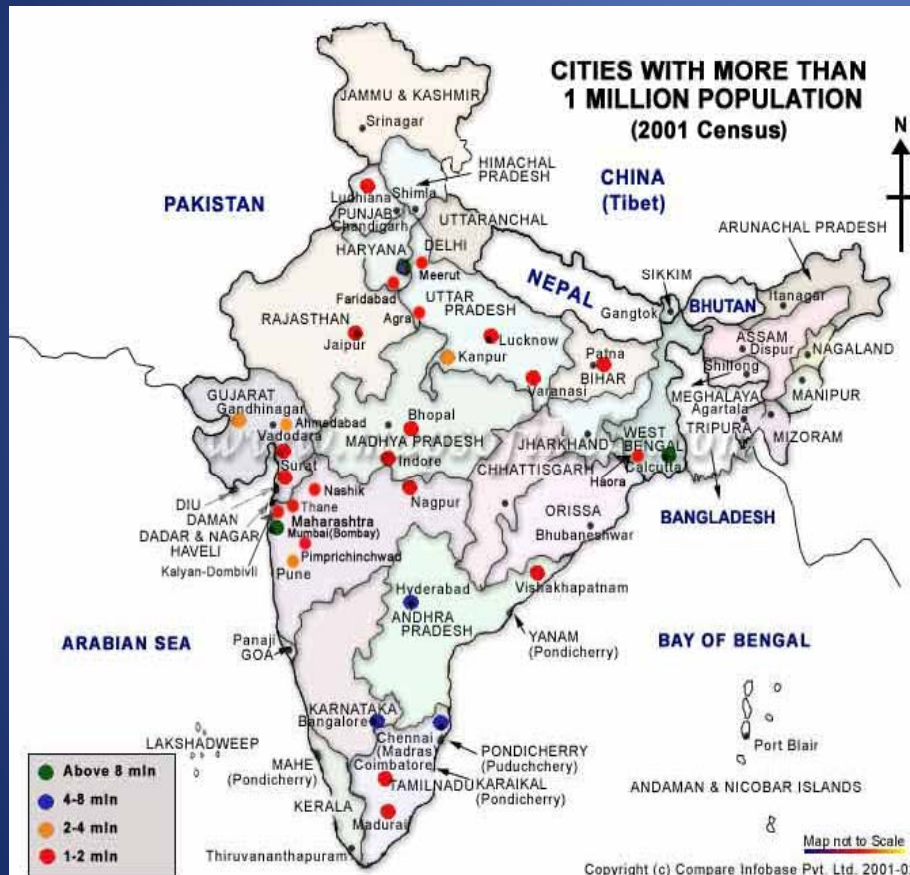 CITIES WITH MORE THAN
1 MILLION POPULATION
(2001 Census)
N
JAMMU & KASHMIR
Srinagar
HIMACHAL
PRADESH
CHINA
(Tibet)
PAKISTAN
Ludhiana
Shimla
PUNJAB
Chandigarh
UTTARANCHAL
ARUNACHAL PRADESH
HARYANA
DELHI
Meerut
NEPAL
SIKKIM
BHUTAN
Itanagar
Faridabad
UTTAR
PRADESH
Gangtok
RAJASTHAN
Agra
Jaipur
Lucknow
ASSAM
Dispur
NAGALAND
Kanpur
Patna
BIHAR
Shillong
Varanasi
MEGHALAYA
MANIPUR
GUJARAT
Gandhinagar
Ahmedabad
Bhopal
Agartala
TRIPURA
MIZORAM
Vadodara
MADHYA PRADESH
JHARKHAND
WEST
BENGAL
Calcutta
Surat
Indore
CHHATTISGARH
Haora
DIU
DAMAN
DADAR & NAGAR
HAVELI
Nashik
Thane
Nagpur
ORISSA
BANGLADESH
Maharashtra
Mumbai(Bombay)
Bhubaneshwar
Kalyan-Dombivli
Pimprichinchwad
Pune
Vishakhapatnam
Hyderabad
ANDHRA
PRADESH
YANAM
(Pondicherry)
ARABIAN SEA
Panaji
GOA
BAY OF BENGAL
KARNATAKA
Bangalore
Chennai
(Madras)
LAKSHADWEEP
MAHE
(Pondicherry)
Coimbatore
PONDICHERRY
(Puduchchery)
Port Blair
TAMILNADU
KARAIKAL
(Pondicherry)
ANDAMAN & NICOBAR ISLANDS
KERALA
Madurai
Thiruvananthapuram
Above 8 mln
4-8 mln
2-4 mln
1-2 mln
Map not to Scale
Copyright (c) Compare Infobase Pvt. Ltd. 2001-0